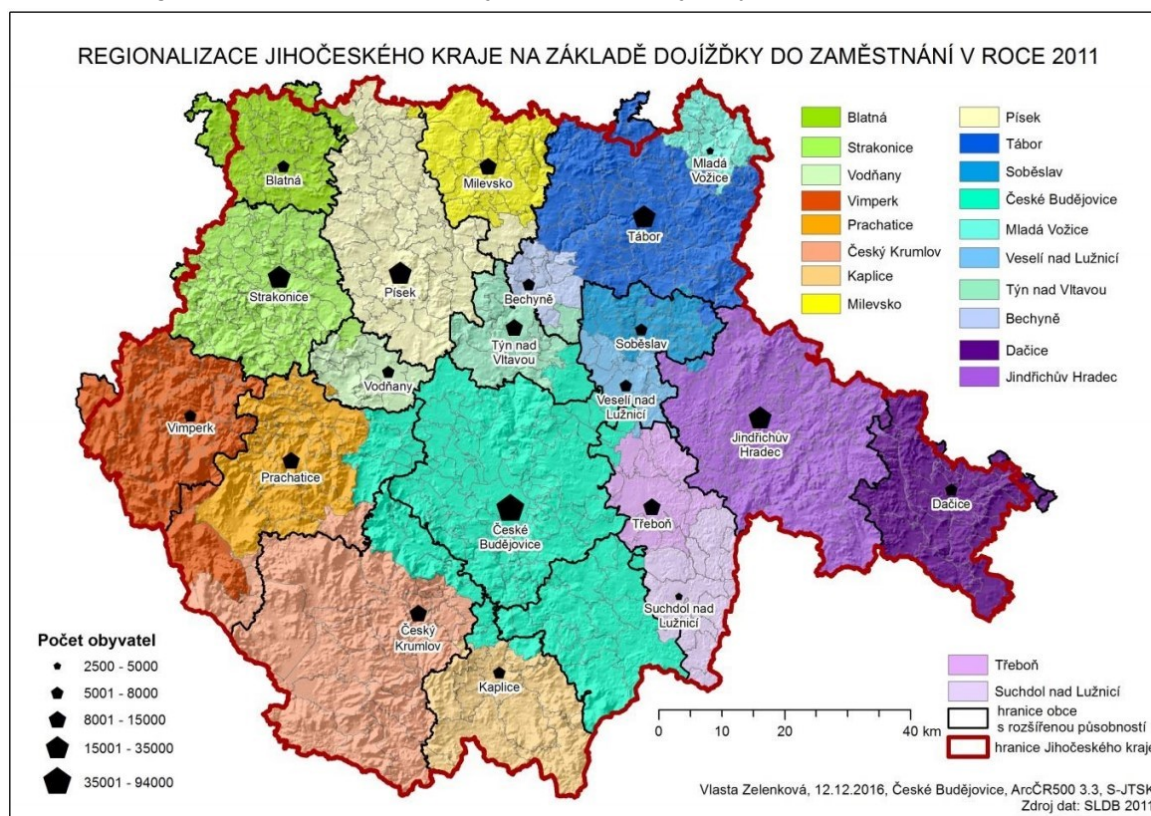 REGIONALIZACE JIHOČESKÉHO KRAJE NA ZÁKLADĚ DOJÍŽĎKY DO ZAMĚSTNÁNÍ V ROCE 2011
Blatná
Strakonice
Vodňany
Vimperk
Prachatice
Český Krumlov
Kaplice
Milevsko
Písek
Tábor
Soběslav
České Budějovice
Mladá Vožice
Veselí nad Lužnicí
Týn nad Vltavou
Bechyně
Dačice
Jindřichův Hradec
Blatná
Milevsko
Mladá
Vožice
Tábor
Strakonice
Písek
Bechyně
Týn nad
Vltavou
Soběslav
Vodňany
Veselí nad
Lužnicí
Vimperk
Prachatice
Jindřichův
Hradec
Dačice
České
Budějovice
Třeboň
Suchdol nad
Lužnicí
Český
Krumlov
Kaplice
Počet obyvatel
2500 - 5000
5001 - 8000
8001 - 15000
15001 - 35000
35001 - 94000
0 10 20 40 km
Třeboň
Suchdol nad Lužnicí
hranice obce
s rozšířenou působností
hranice Jihočeského kraje
Vlasta Zelenková, 12.12.2016, České Budějovice, ArcČR500 3.3, S-JTSK
Zdroj dat: SLDB 2011